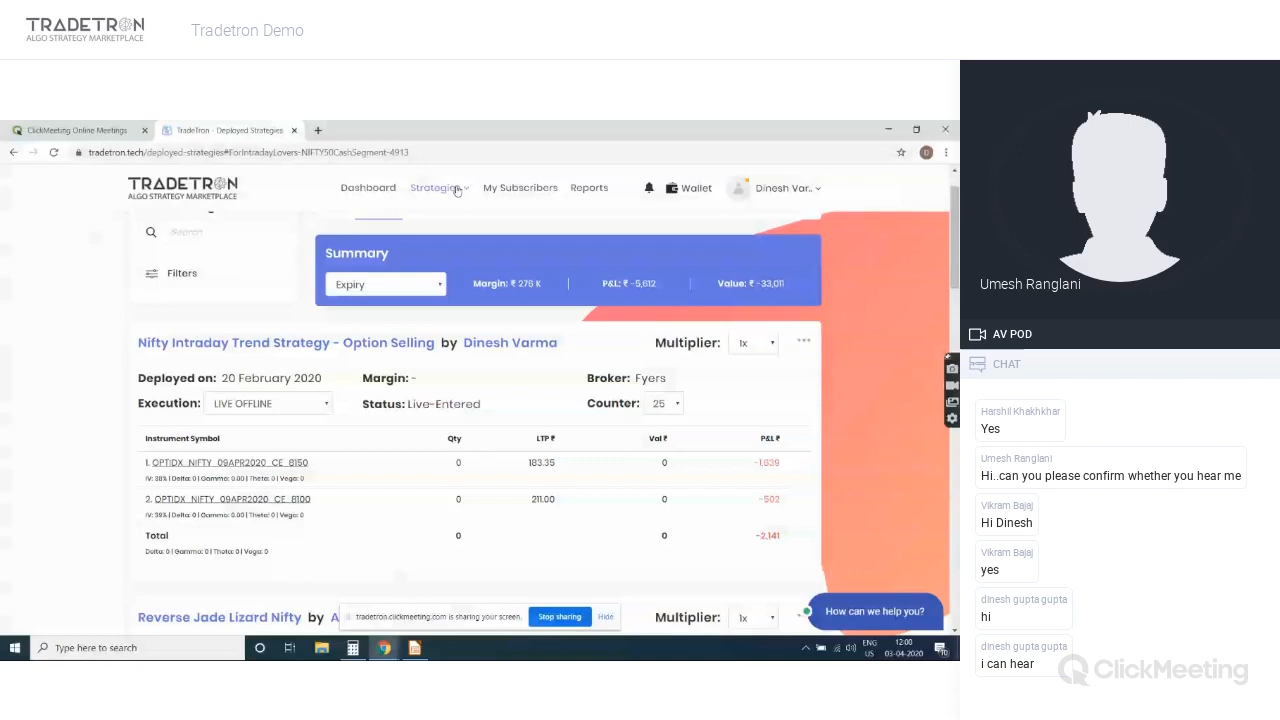 TRADETRON
ALGO STRATEGY MARKETPLACE
Tradetron Demo
ClickMeeting Online Meetings
TradeTron - Deployed Strategies
tradetron.tech/deployed-strategies#ForIntradayLovers-NIFTY50CashSegment-4913
TRADETRON
ALGO STRATEGY MARKETPLACE
Dashboard
Strategies
My Subscribers
Reports
Wallet
Dinesh Var..
Search
Filters
Summary
Expiry
Margin: ₹ 276 K
P&L: ₹ -5,612
Value: ₹ -33,011
Nifty Intraday Trend Strategy - Option Selling by Dinesh Varma
Multiplier: 1x
Deployed on: 20 February 2020
Margin: -
Broker: Fyers
Execution: LIVE OFFLINE
Status: Live-Entered
Counter: 25
Instrument Symbol Qty LTP ₹ Val ₹ P&L ₹
1. OPTIDX_NIFTY_09APR2020_CE_8150 0 183.35 0 -1,639
IV: 38% | Delta: 0 | Gamma: 0.00 | Theta: 0 | Vega: 0
2. OPTIDX_NIFTY_09APR2020_CE_8100 0 211.00 0 -502
IV: 39% | Delta: 0 | Gamma: 0.00 | Theta: 0 | Vega: 0
Total 0 0 -2,141
Delta: 0 | Gamma: 0 | Theta: 0 | Vega: 0
Reverse Jade Lizard Nifty by A
tradetron.clickmeeting.com is sharing your screen.
Stop sharing
Hide
Multiplier: 1x
How can we help you?
Type here to search
ENG
US
12:00
03-04-2020
Umesh Ranglani
AV POD
CHAT
Harshil Khakhkhar
Yes
Umesh Ranglani
Hi..can you please confirm whether you hear me
Vikram Bajaj
Hi Dinesh
Vikram Bajaj
yes
dinesh gupta gupta
hi
dinesh gupta gupta
i can hear
ClickMeeting